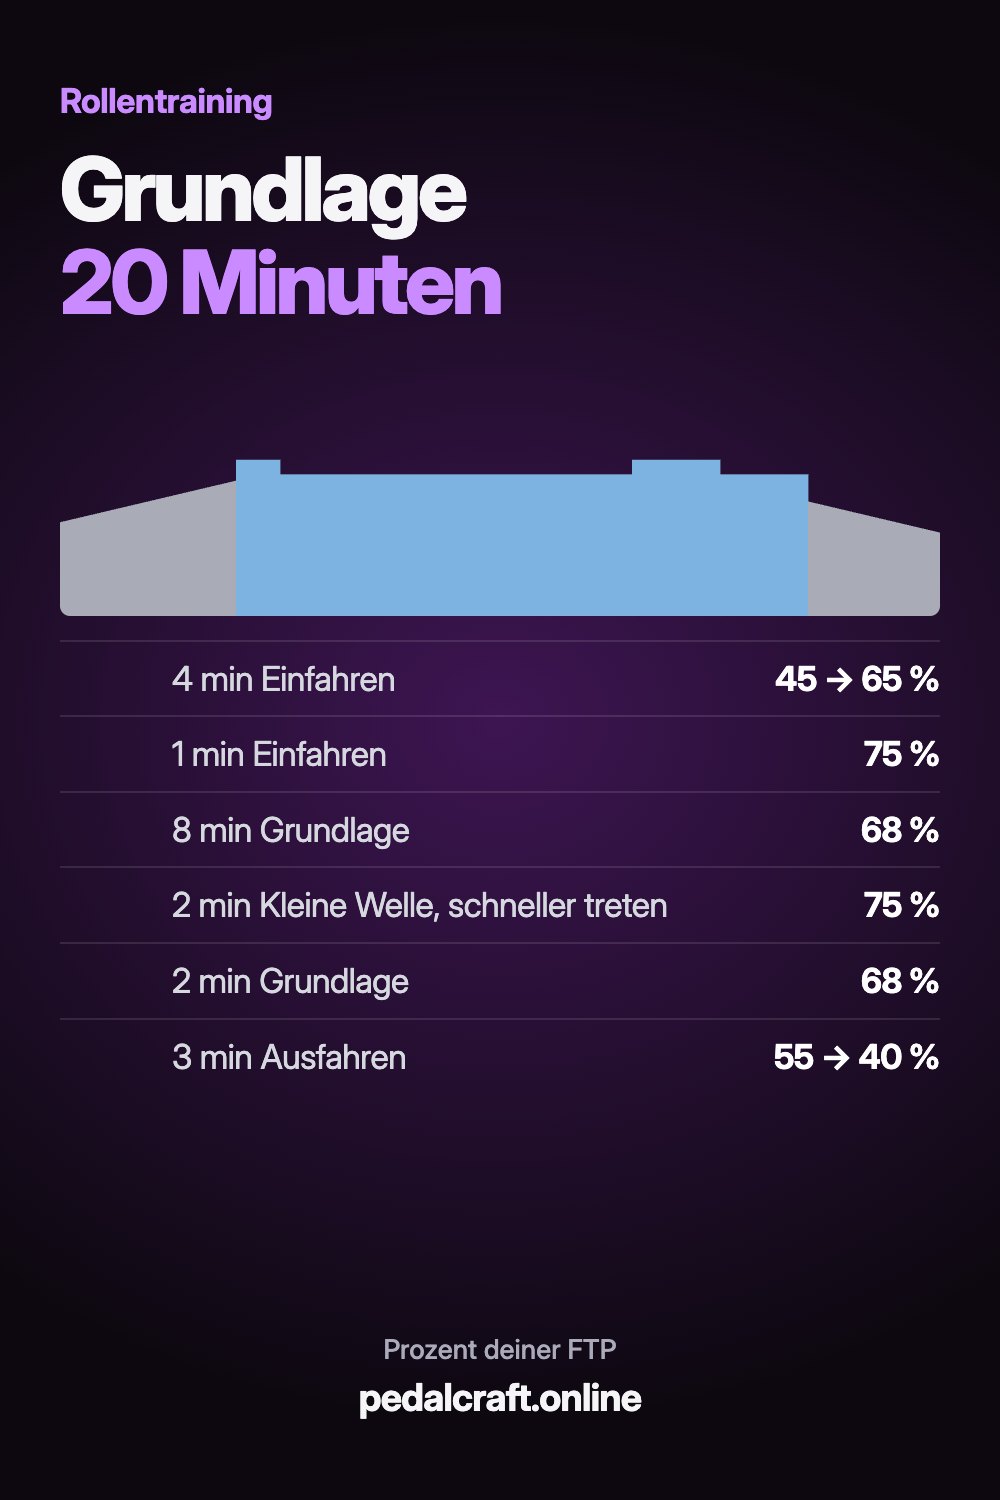 Rollentraining
Grundlage
20 Minuten
4 min Einfahren 45 → 65 %
1 min Einfahren 75 %
8 min Grundlage 68 %
2 min Kleine Welle, schneller treten 75 %
2 min Grundlage 68 %
3 min Ausfahren 55 → 40 %
Prozent deiner FTP
pedalcraft.online